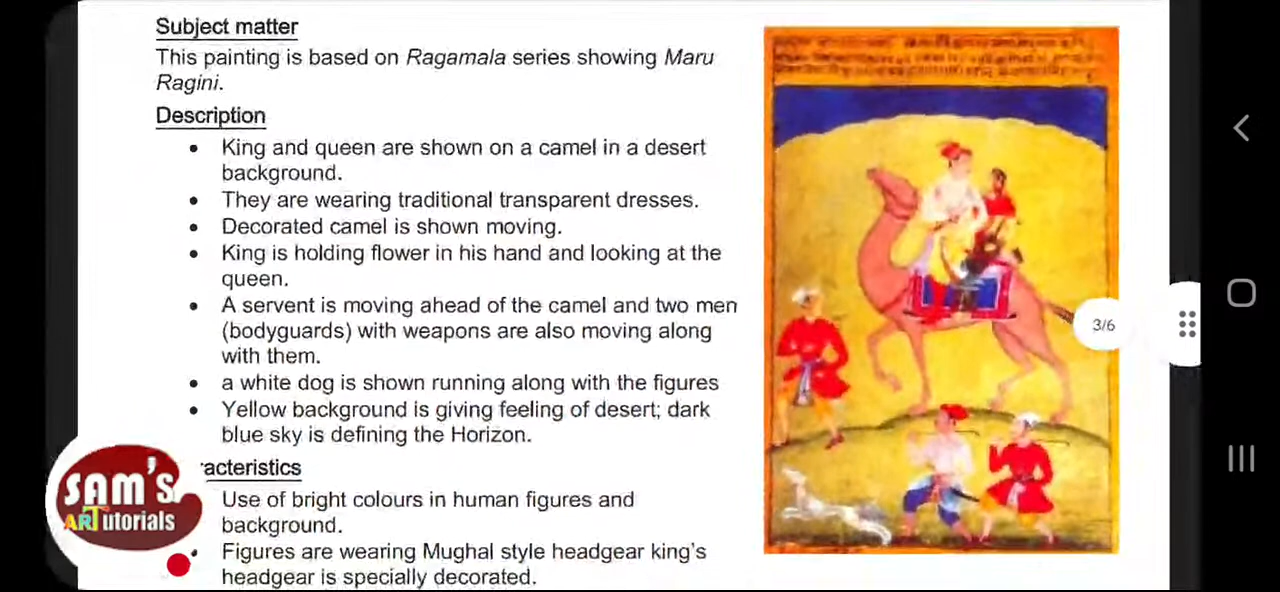 Subject matter
This painting is based on Ragamala series showing Maru
Ragini.
Description
• King and queen are shown on a camel in a desert
background.
• They are wearing traditional transparent dresses.
• Decorated camel is shown moving.
• King is holding flower in his hand and looking at the
queen.
• A servent is moving ahead of the camel and two men
(bodyguards) with weapons are also moving along
with them.
• a white dog is shown running along with the figures
• Yellow background is giving feeling of desert; dark
blue sky is defining the Horizon.
racteristics
Use of bright colours in human figures and
background.
• Figures are wearing Mughal style headgear king's
headgear is specially decorated.
3/6
SAM'S
ARTutorials